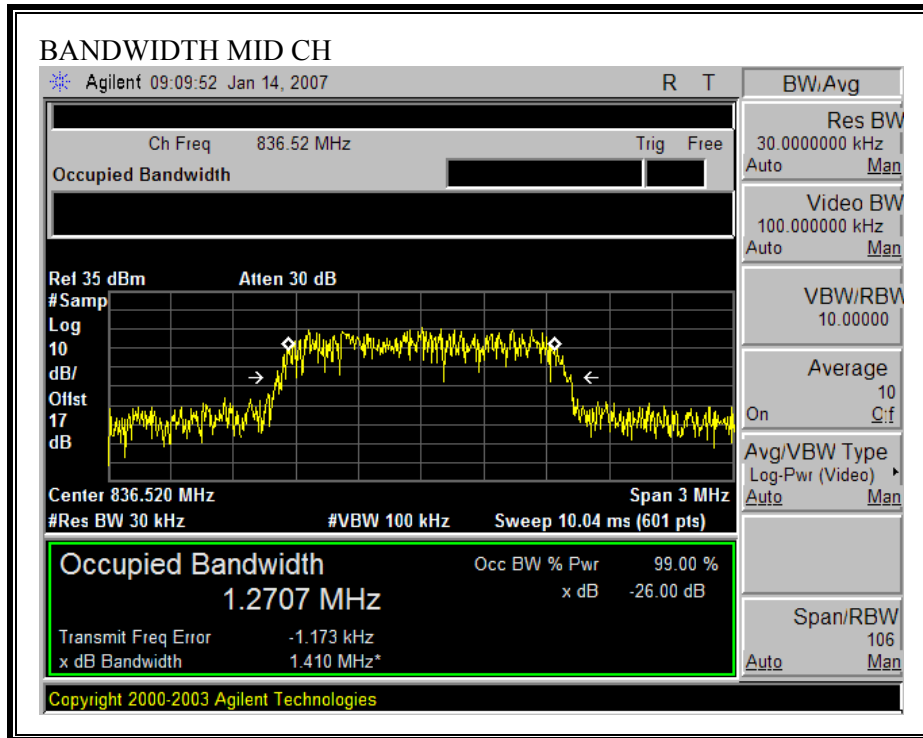 BANDWIDTH MID CH
Agilent 09:09:52 Jan 14, 2007 R T
Ch Freq 836.52 MHz Trig Free
Occupied Bandwidth
Ref 35 dBm Atten 30 dB
#Samp
Log
10
dB/
Offst
17
dB
Center 836.520 MHz Span 3 MHz
#Res BW 30 kHz #VBW 100 kHz Sweep 10.04 ms (601 pts)
Occupied Bandwidth Occ BW % Pwr 99.00 %
1.2707 MHz x dB -26.00 dB
Transmit Freq Error -1.173 kHz
x dB Bandwidth 1.410 MHz*
Copyright 2000-2003 Agilent Technologies
BW/Avg
Res BW
30.0000000 kHz
Auto Man
Video BW
100.000000 kHz
Auto Man
VBW/RBW
10.00000
Average
10
On Off
Avg/VBW Type
Log-Pwr (Video)
Auto Man
Span/RBW
106
Auto Man